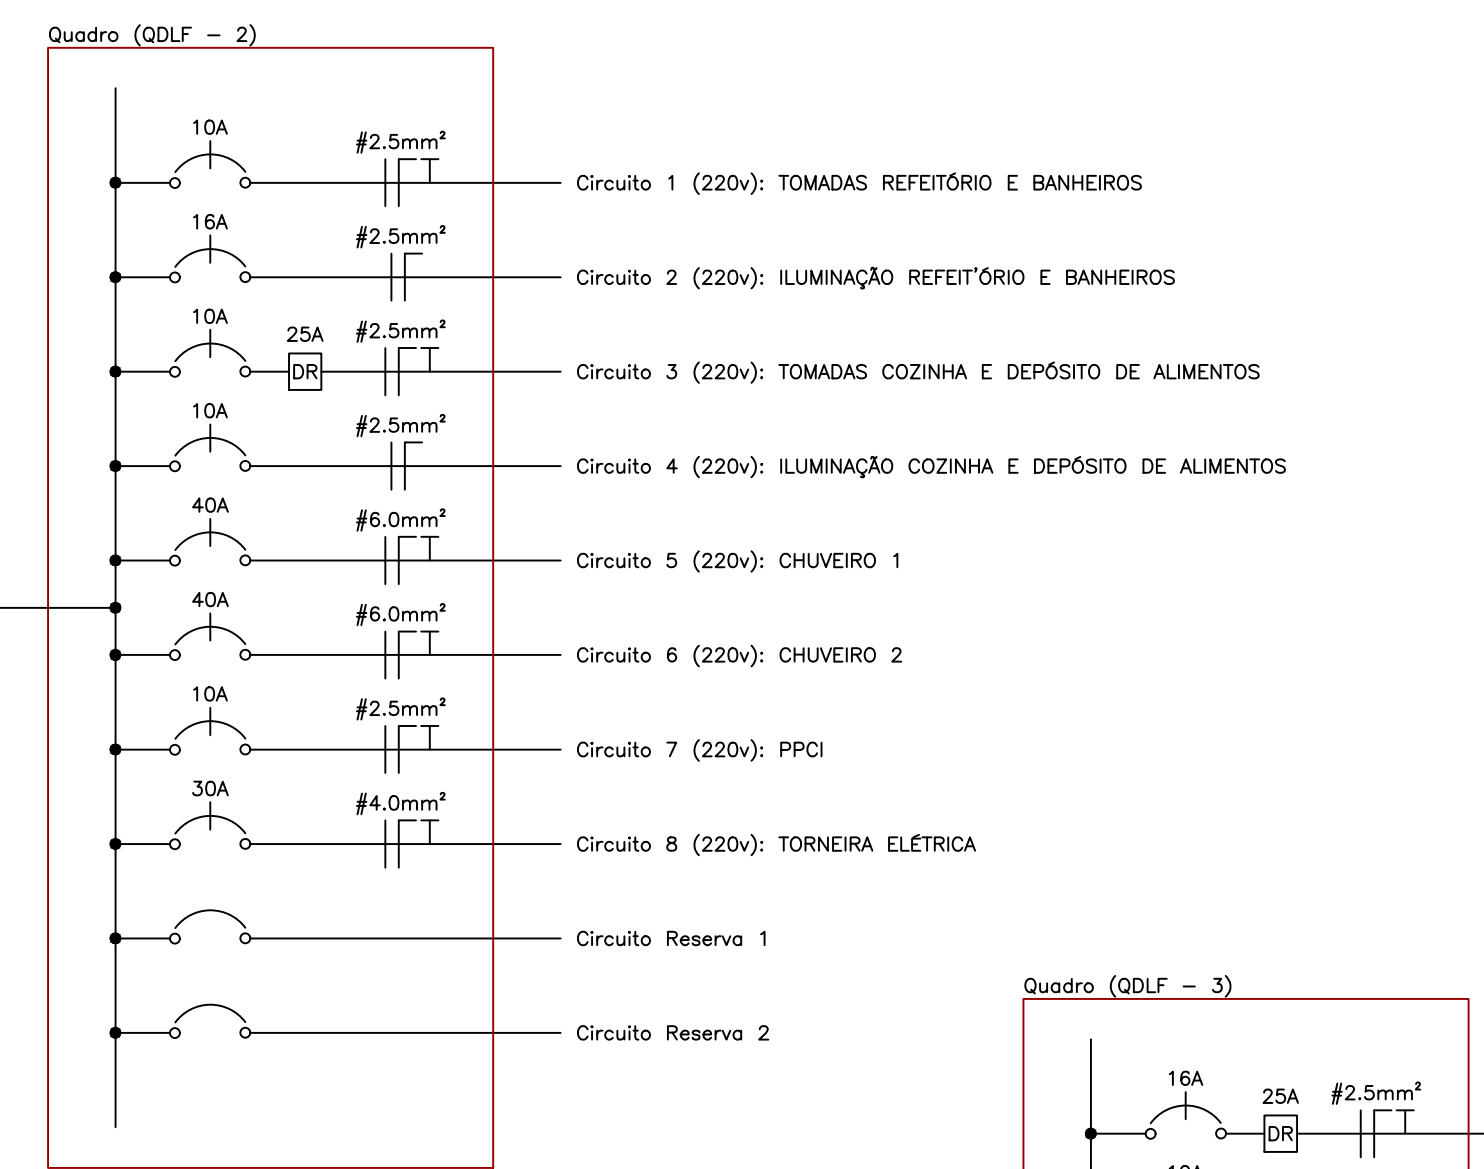 Quadro (QDLF - 2)
10A
#2.5mm²
Circuito 1 (220v): TOMADAS REFEITÓRIO E BANHEIROS
16A
#2.5mm²
Circuito 2 (220v): ILUMINAÇÃO REFEIT'ÓRIO E BANHEIROS
10A
25A
#2.5mm²
DR
Circuito 3 (220v): TOMADAS COZINHA E DEPÓSITO DE ALIMENTOS
10A
#2.5mm²
Circuito 4 (220v): ILUMINAÇÃO COZINHA E DEPÓSITO DE ALIMENTOS
40A
#6.0mm²
Circuito 5 (220v): CHUVEIRO 1
40A
#6.0mm²
Circuito 6 (220v): CHUVEIRO 2
10A
#2.5mm²
Circuito 7 (220v): PPCI
30A
#4.0mm²
Circuito 8 (220v): TORNEIRA ELÉTRICA
Circuito Reserva 1
Circuito Reserva 2
Quadro (QDLF - 3)
16A
25A
#2.5mm²
DR